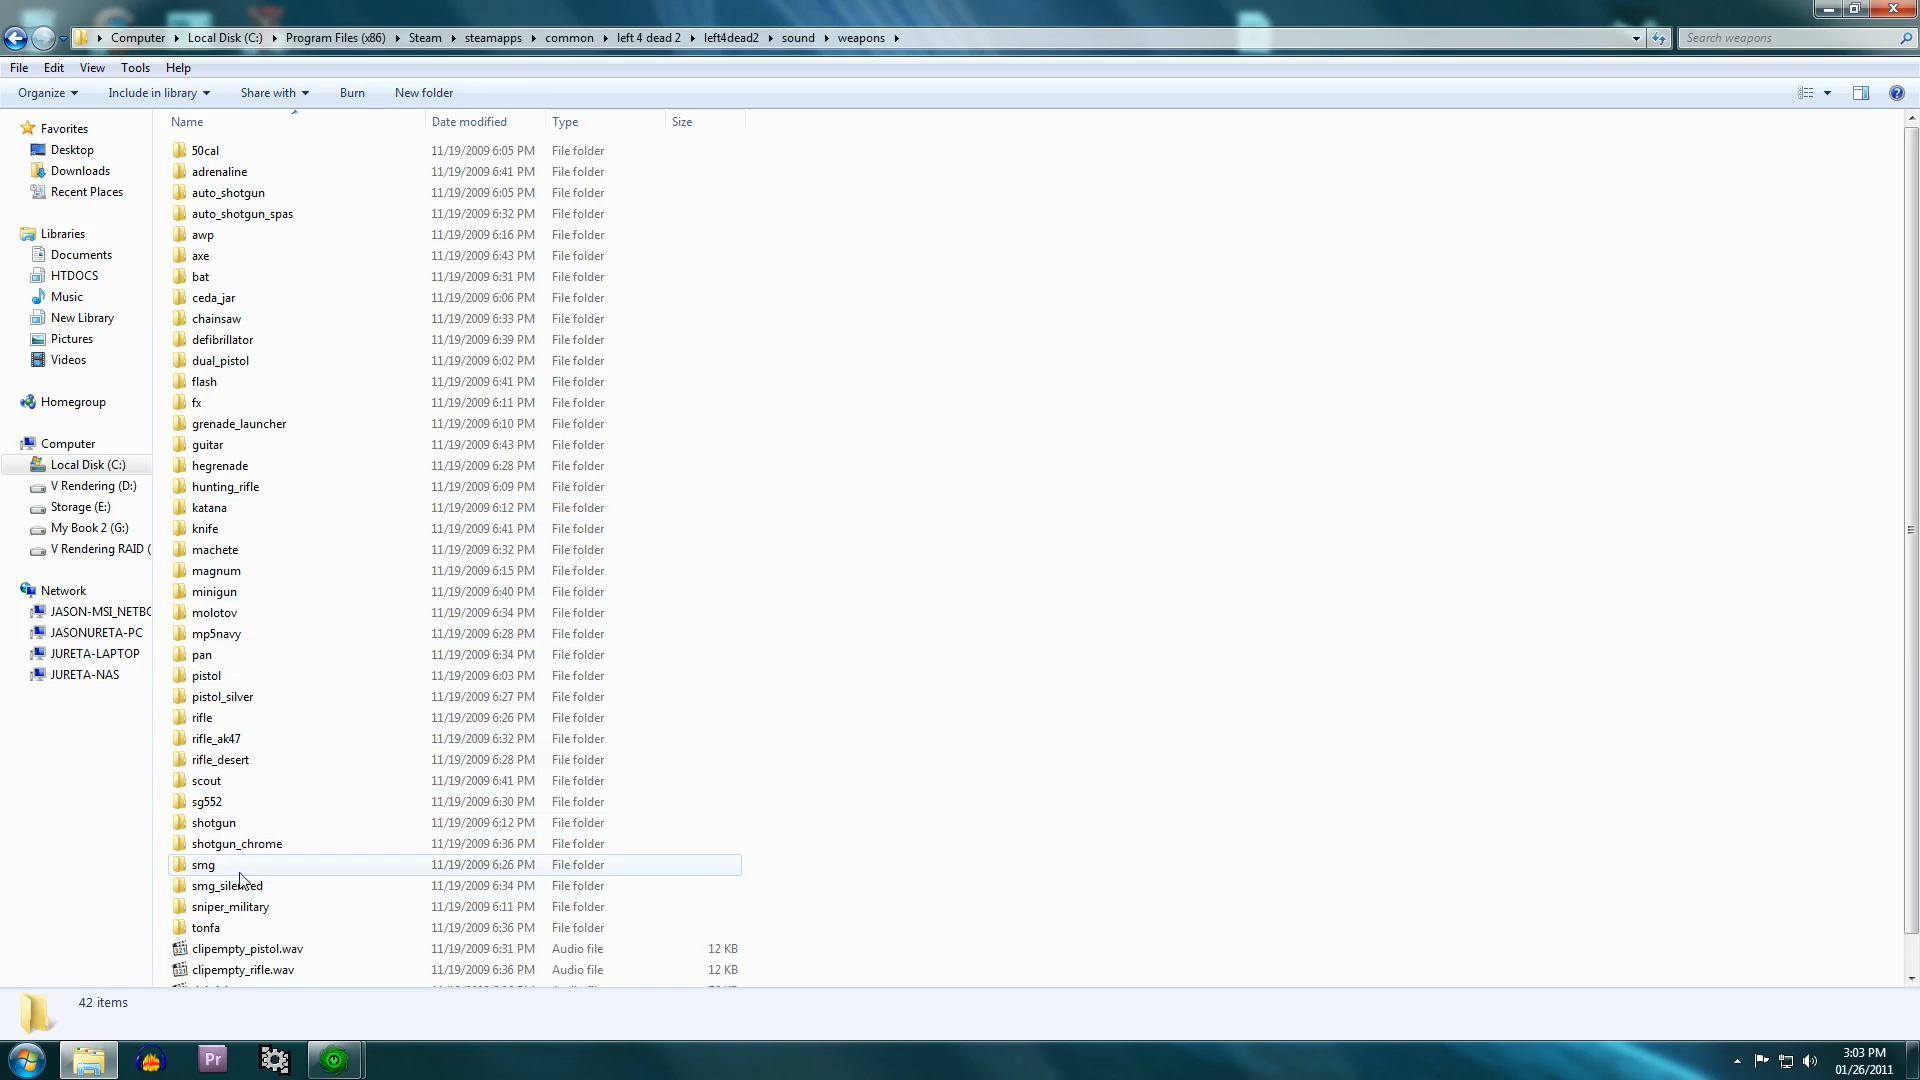 Computer Local Disk (C:) Program Files (x86) Steam steamapps common left 4 dead 2 left4dead2 sound weapons Search weapons
File Edit View Tools Help
Organize Include in library Share with Burn New folder
Name Date modified Type Size
Favorites
Desktop
Downloads
Recent Places
Libraries
Documents
HTDOCS
Music
New Library
Pictures
Videos
Homegroup
Computer
Local Disk (C:)
V Rendering (D:)
Storage (E:)
My Book 2 (G:)
V Rendering RAID (
Network
JASON-MSI_NETBO
JASONURETA-PC
JURETA-LAPTOP
JURETA-NAS
50cal 11/19/2009 6:05 PM File folder
adrenaline 11/19/2009 6:41 PM File folder
auto_shotgun 11/19/2009 6:05 PM File folder
auto_shotgun_spas 11/19/2009 6:32 PM File folder
awp 11/19/2009 6:16 PM File folder
axe 11/19/2009 6:43 PM File folder
bat 11/19/2009 6:31 PM File folder
ceda_jar 11/19/2009 6:06 PM File folder
chainsaw 11/19/2009 6:33 PM File folder
defibrillator 11/19/2009 6:39 PM File folder
dual_pistol 11/19/2009 6:02 PM File folder
flash 11/19/2009 6:41 PM File folder
fx 11/19/2009 6:11 PM File folder
grenade_launcher 11/19/2009 6:10 PM File folder
guitar 11/19/2009 6:43 PM File folder
hegrenade 11/19/2009 6:28 PM File folder
hunting_rifle 11/19/2009 6:09 PM File folder
katana 11/19/2009 6:12 PM File folder
knife 11/19/2009 6:41 PM File folder
machete 11/19/2009 6:32 PM File folder
magnum 11/19/2009 6:15 PM File folder
minigun 11/19/2009 6:40 PM File folder
molotov 11/19/2009 6:34 PM File folder
mp5navy 11/19/2009 6:28 PM File folder
pan 11/19/2009 6:34 PM File folder
pistol 11/19/2009 6:03 PM File folder
pistol_silver 11/19/2009 6:27 PM File folder
rifle 11/19/2009 6:26 PM File folder
rifle_ak47 11/19/2009 6:32 PM File folder
rifle_desert 11/19/2009 6:28 PM File folder
scout 11/19/2009 6:41 PM File folder
sg552 11/19/2009 6:30 PM File folder
shotgun 11/19/2009 6:12 PM File folder
shotgun_chrome 11/19/2009 6:36 PM File folder
smg 11/19/2009 6:26 PM File folder
smg_silenced 11/19/2009 6:34 PM File folder
sniper_military 11/19/2009 6:11 PM File folder
tonfa 11/19/2009 6:36 PM File folder
clipempty_pistol.wav 11/19/2009 6:31 PM Audio file 12 KB
clipempty_rifle.wav 11/19/2009 6:36 PM Audio file 12 KB
42 items
Pr
3:03 PM
01/26/2011